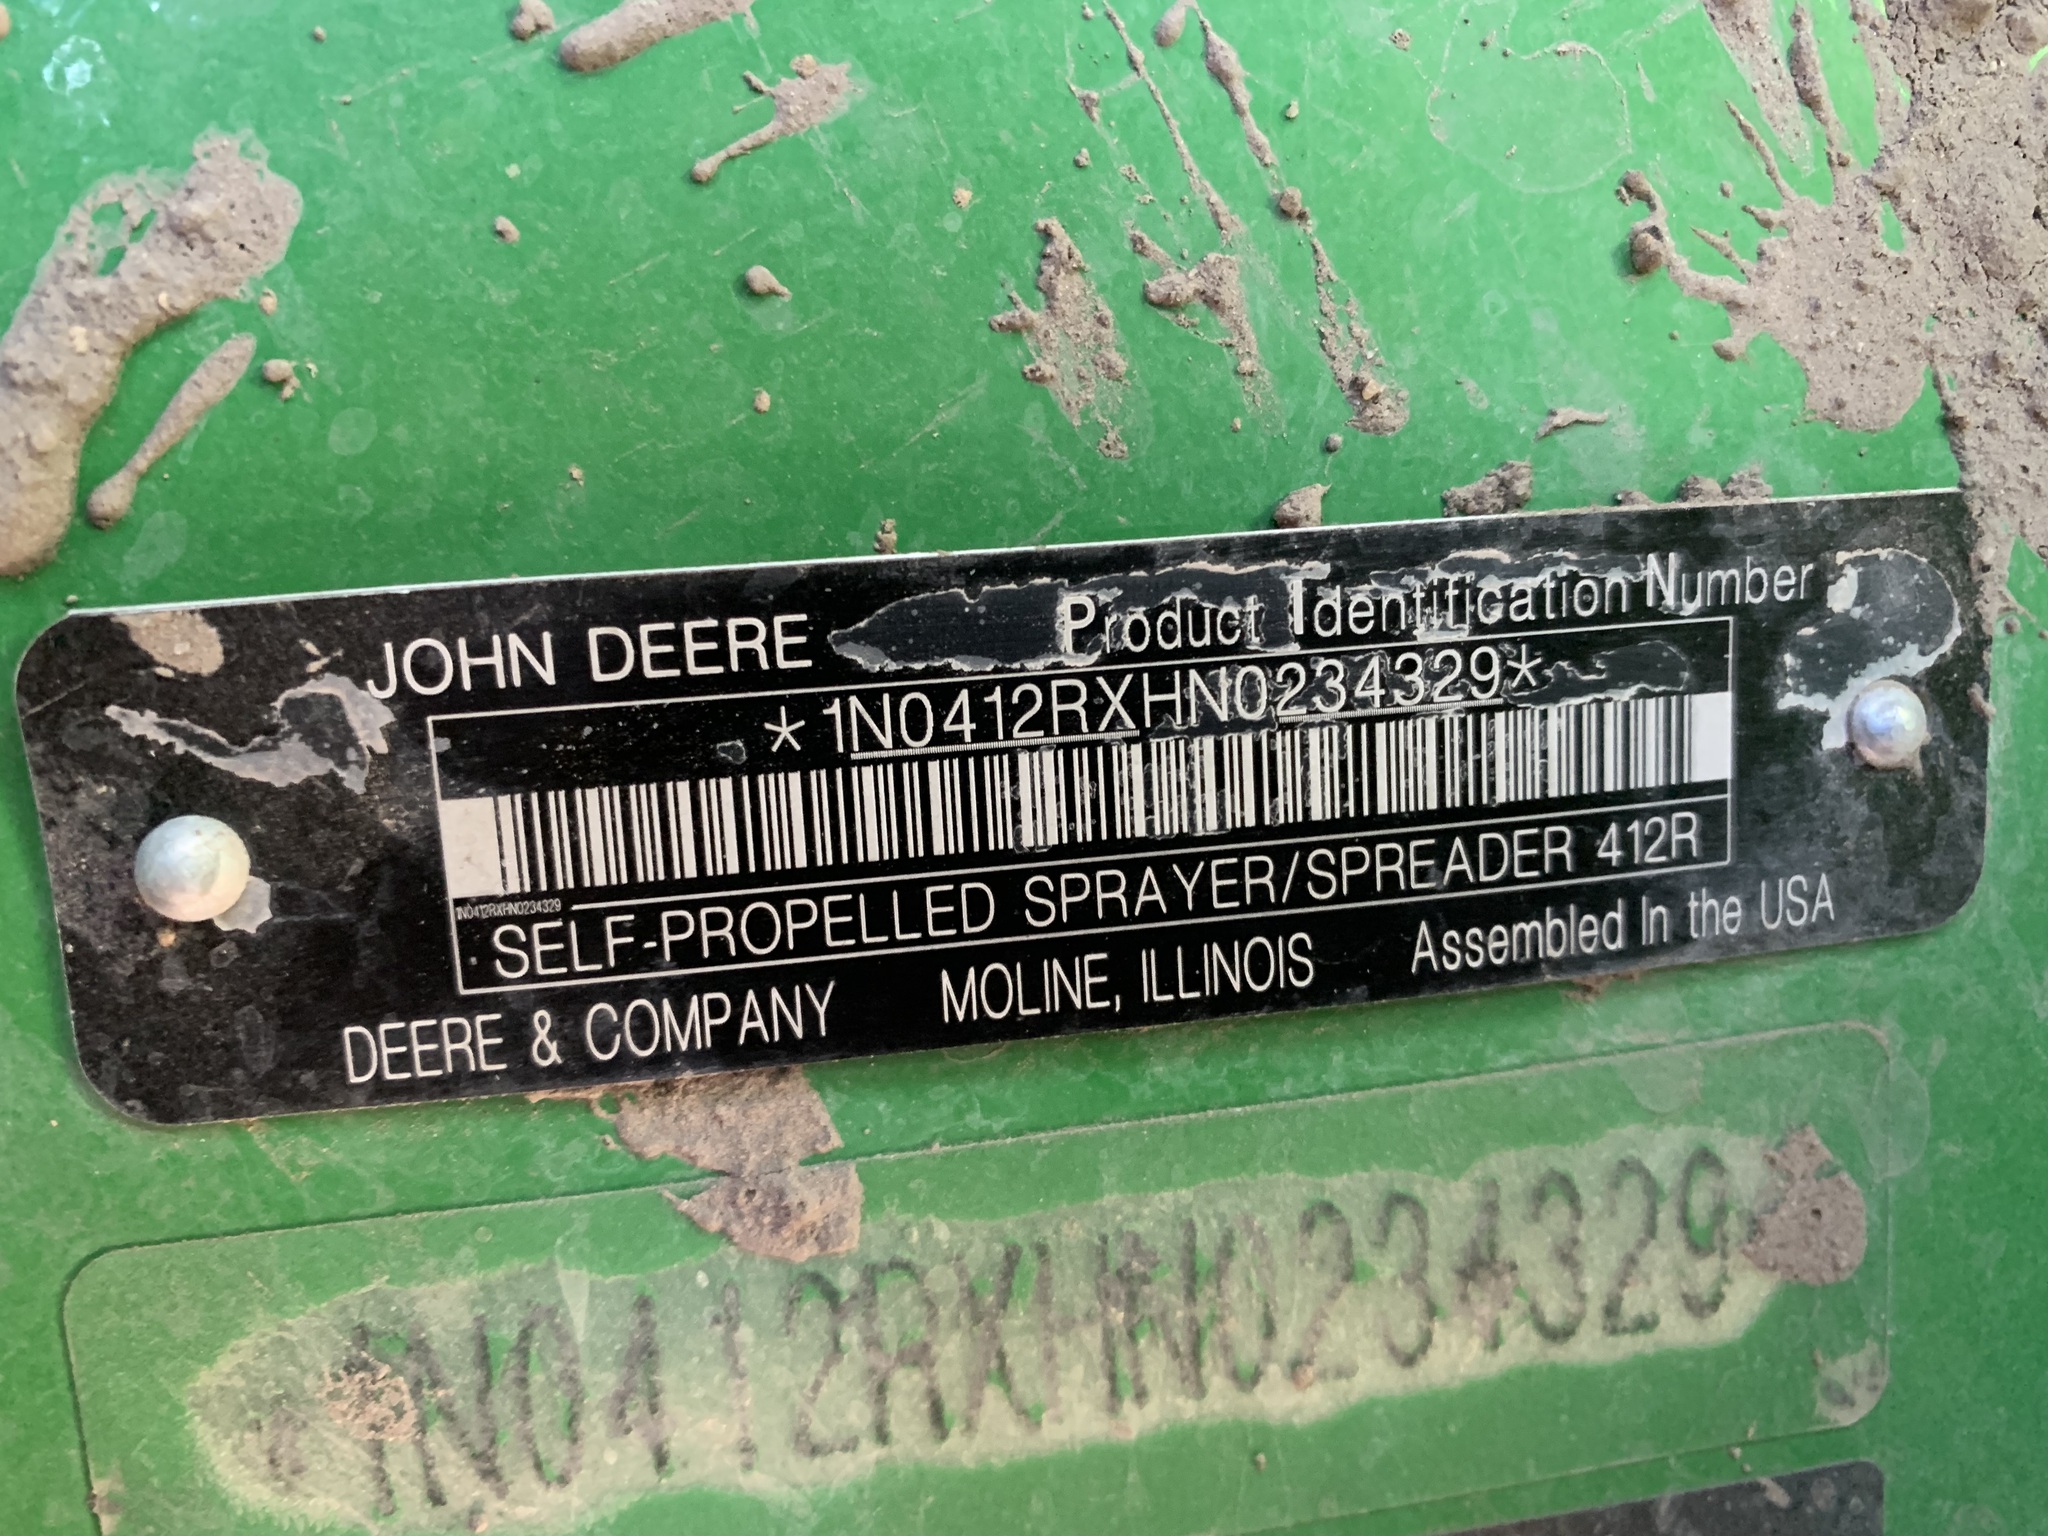 JOHN DEERE Product Identification Number
*1N0412RXHN0234329*
1N0412RXHN0234329
SELF-PROPELLED SPRAYER/SPREADER 412R
DEERE & COMPANY MOLINE, ILLINOIS Assembled In the USA
*1N0412RXHN0234329